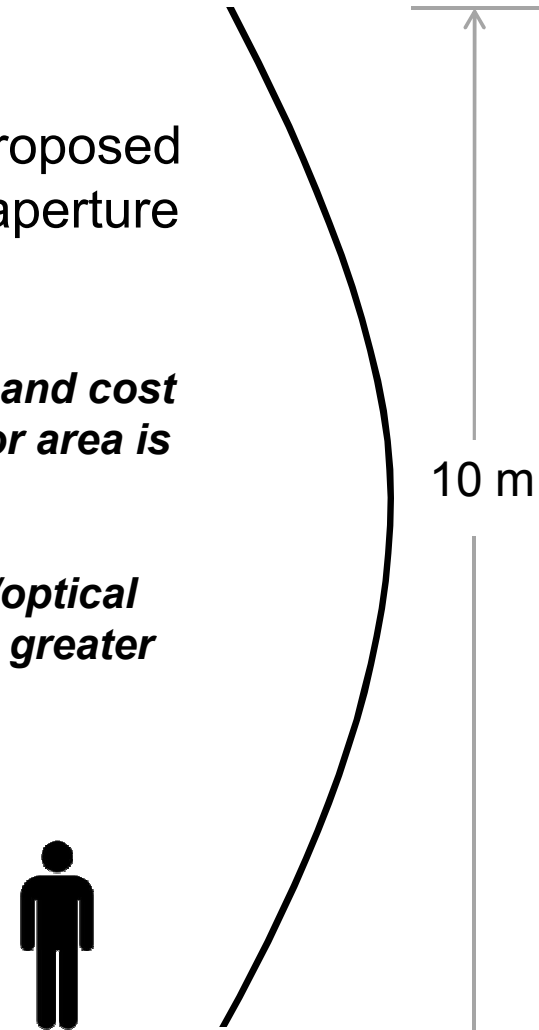 roposed
aperture
and cost
or area is
10 m
/optical
greater